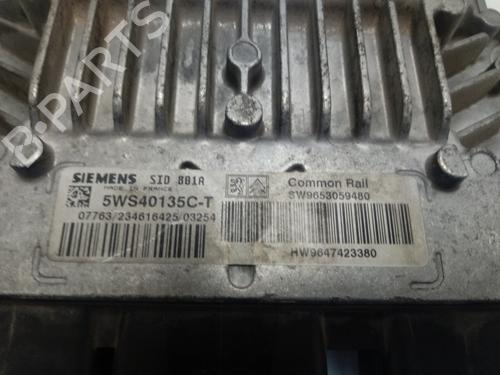 B-PARTS
SIEMENS SID 801A
MADE IN FRANCE
5WS40135C-T
07763/234616425/03254
Common Rail
SW9653059480
HW9647423380